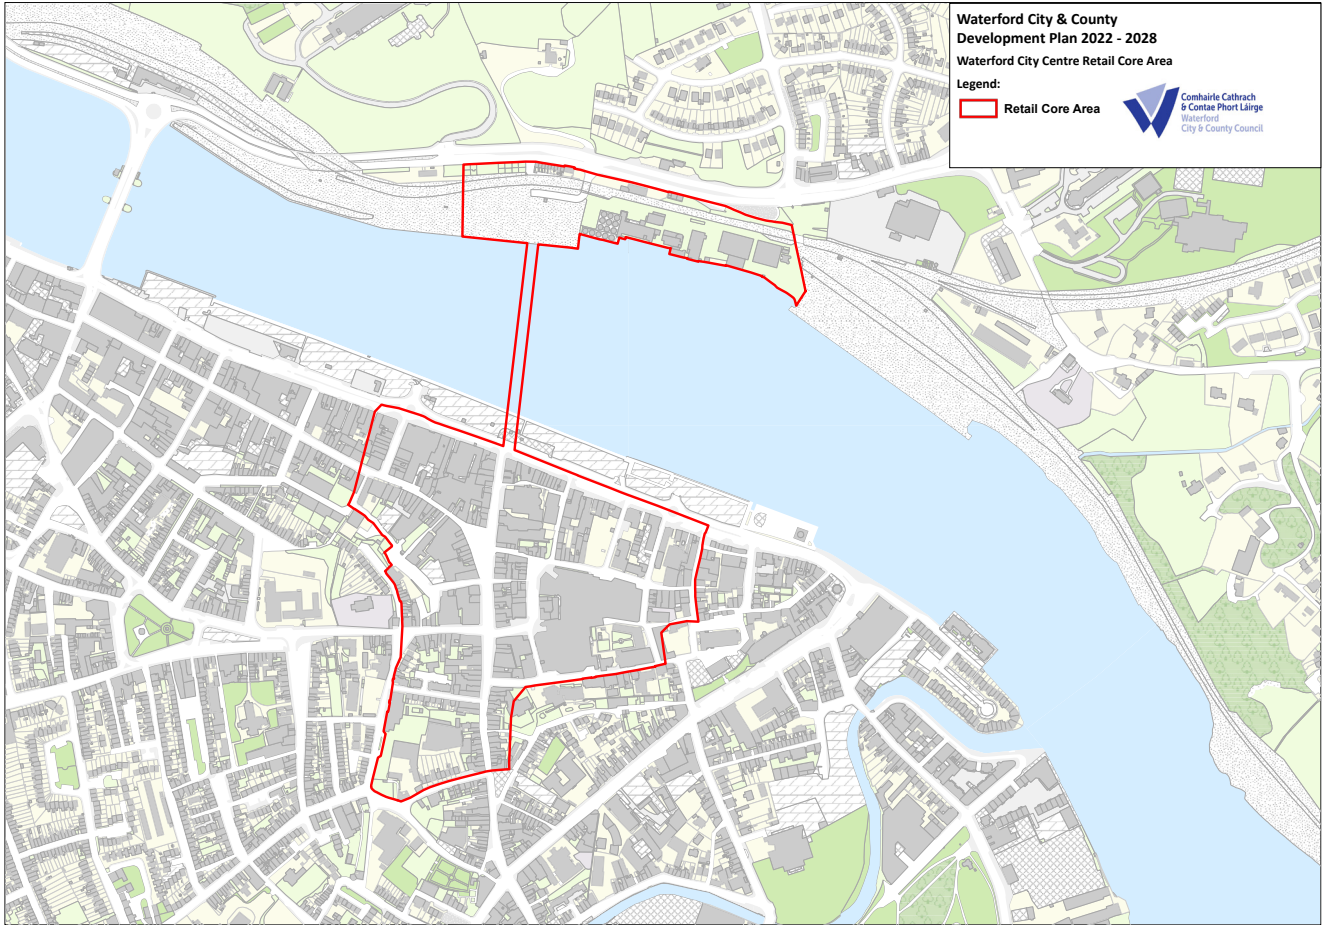 Waterford City & County
Development Plan 2022 - 2028
Waterford City Centre Retail Core Area
Legend:
Retail Core Area
Comhairle Cathrach
& Contae Phort Láirge
Waterford
City & County Council